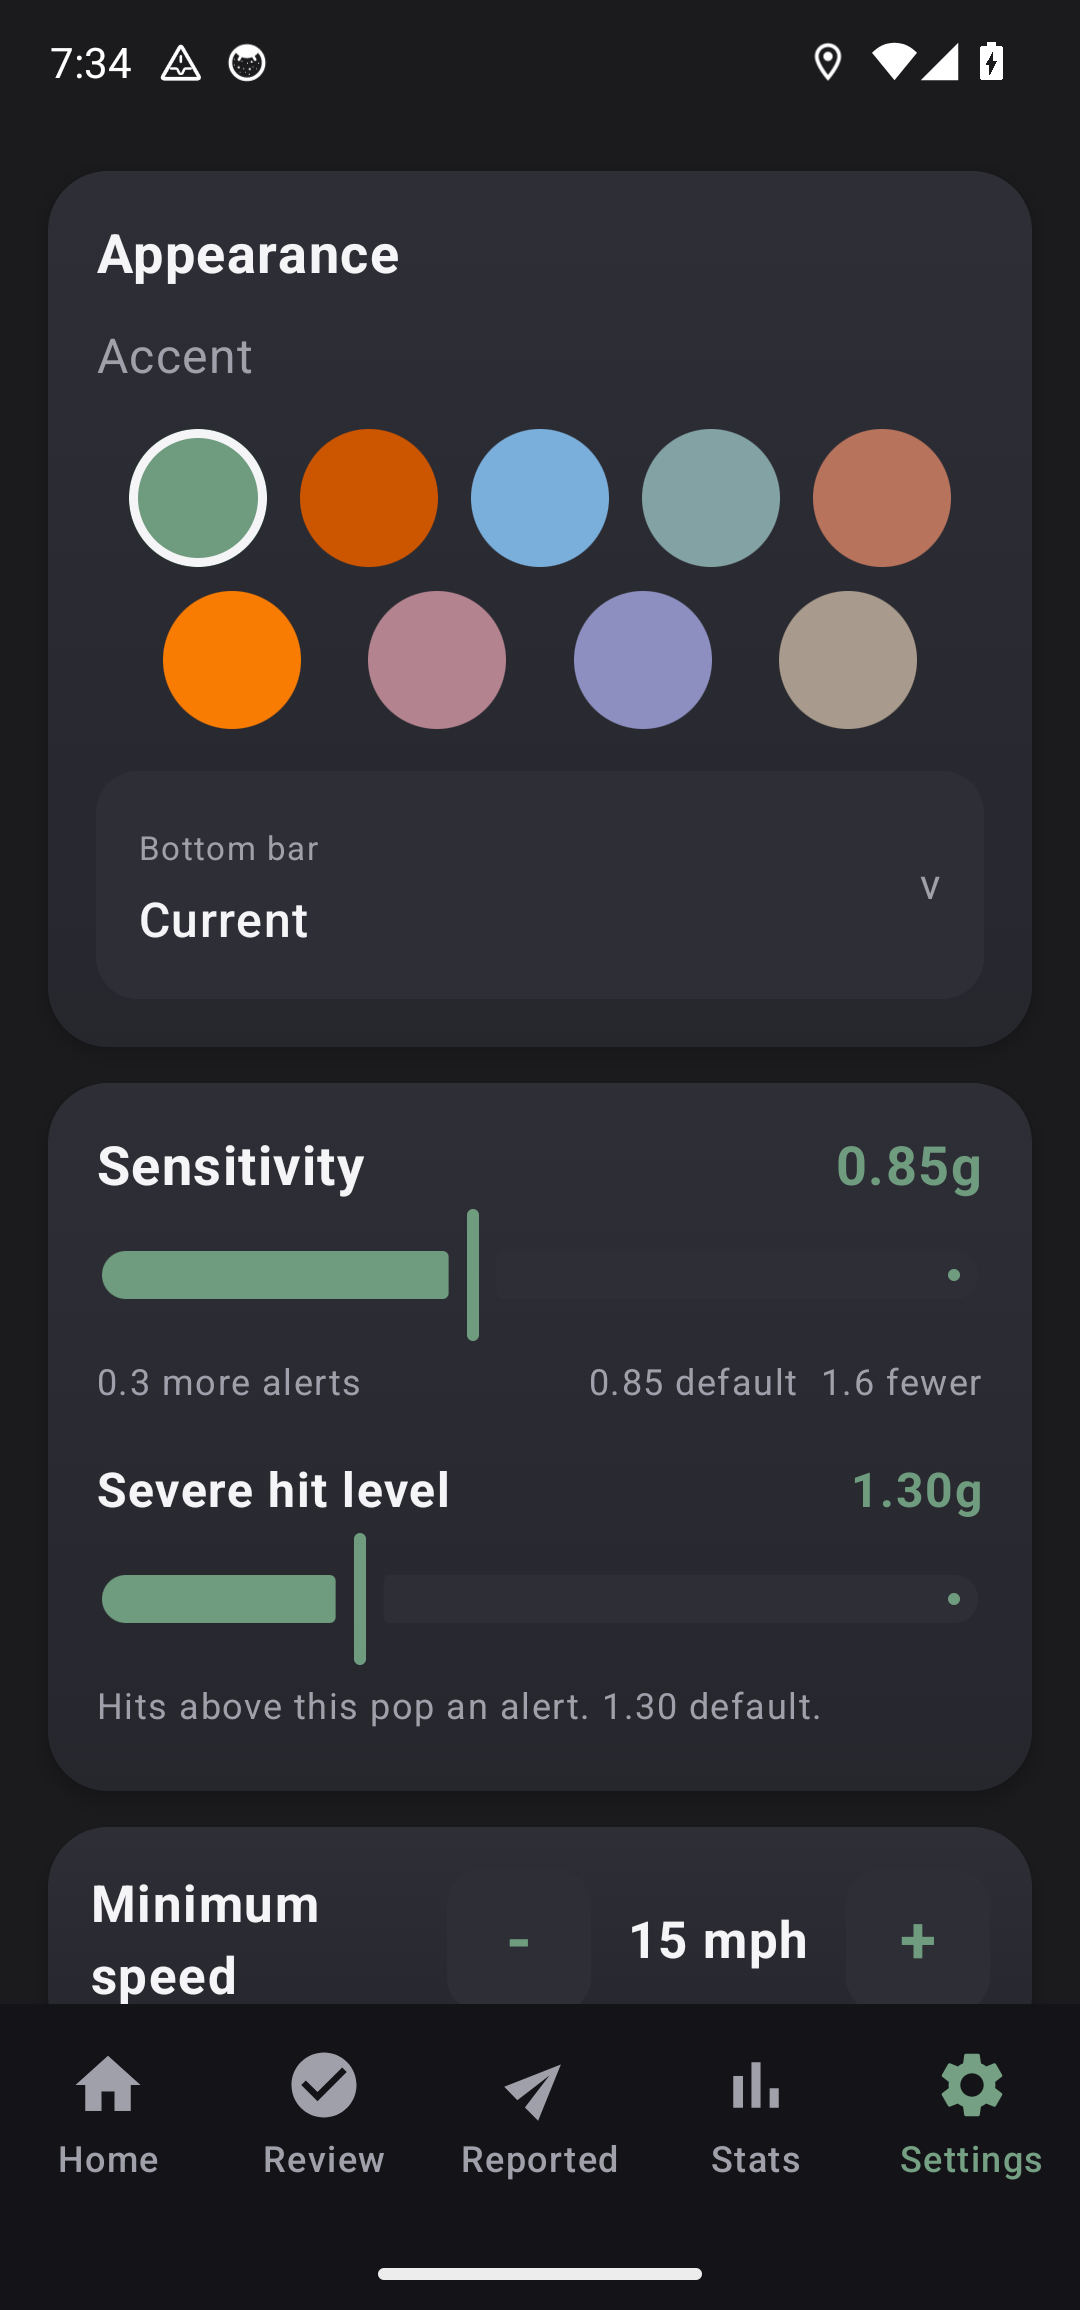 7:34
Appearance
Accent
Bottom bar
Current
v
Sensitivity 0.85g
0.3 more alerts 0.85 default 1.6 fewer
Severe hit level 1.30g
Hits above this pop an alert. 1.30 default.
Minimum
speed
- 15 mph +
Home Review Reported Stats Settings